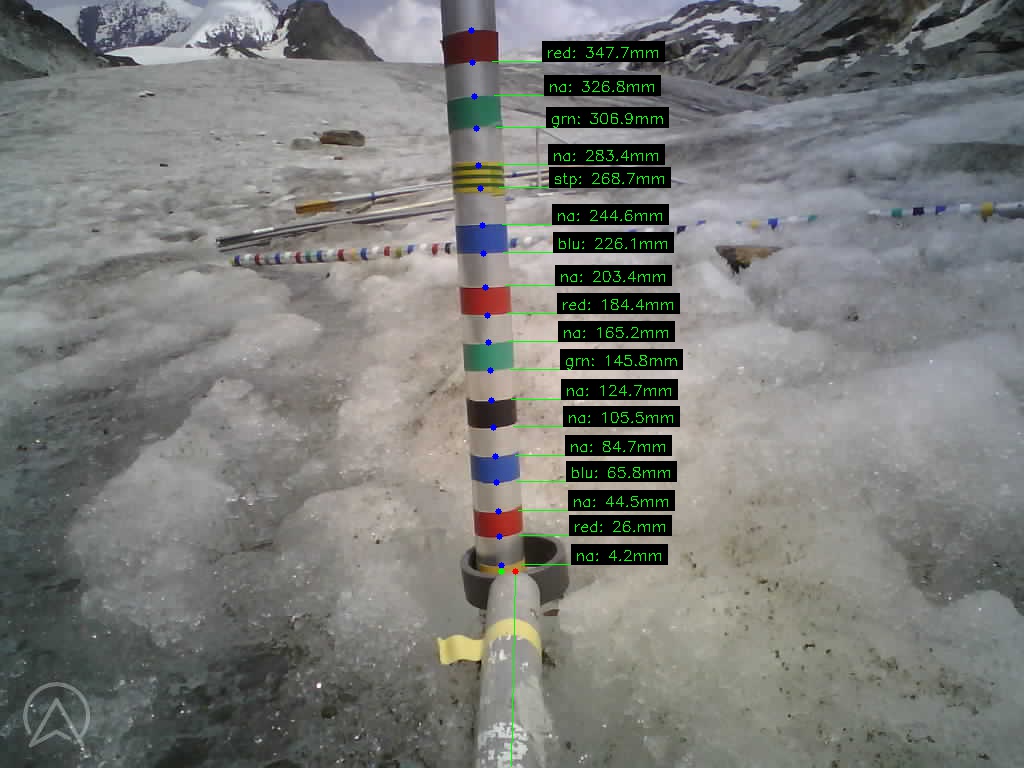 red: 347.7mm
na: 326.8mm
grn: 306.9mm
na: 283.4mm
stp: 268.7mm
na: 244.6mm
blu: 226.1mm
na: 203.4mm
red: 184.4mm
na: 165.2mm
grn: 145.8mm
na: 124.7mm
na: 105.5mm
na: 84.7mm
blu: 65.8mm
na: 44.5mm
red: 26.mm
na: 4.2mm